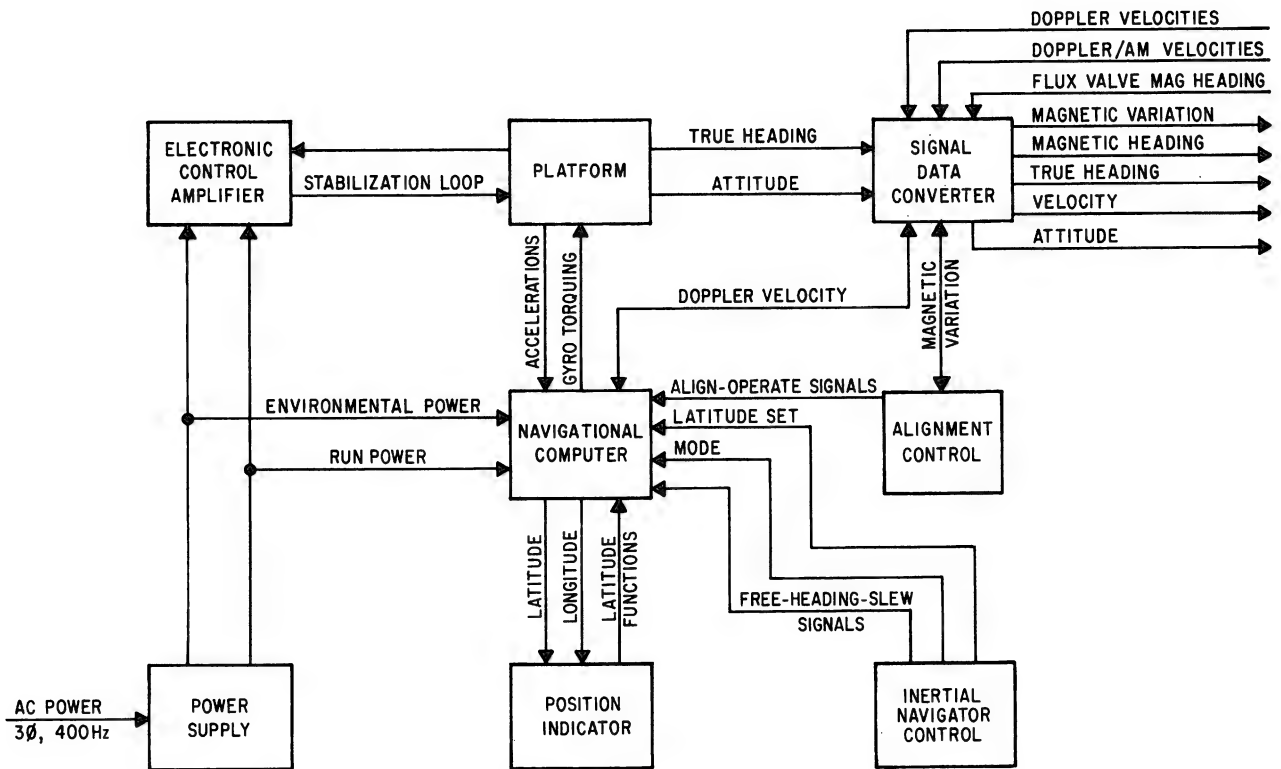 DOPPLER VELOCITIES
DOPPLER/AM VELOCITIES
FLUX VALVE MAG HEADING
MAGNETIC VARIATION
MAGNETIC HEADING
TRUE HEADING
VELOCITY
ATTITUDE
ELECTRONIC
CONTROL
AMPLIFIER
STABILIZATION LOOP
PLATFORM
TRUE HEADING
ATTITUDE
SIGNAL
DATA
CONVERTER
ACCELERATIONS
GYRO TORQUING
DOPPLER VELOCITY
MAGNETIC
VARIATION
ENVIRONMENTAL POWER
RUN POWER
NAVIGATIONAL
COMPUTER
ALIGN-OPERATE SIGNALS
LATITUDE SET
MODE
ALIGNMENT
CONTROL
LATITUDE
LONGITUDE
LATITUDE
FUNCTIONS
FREE-HEADING-SLEW
SIGNALS
AC POWER
3Ø, 400Hz
POWER
SUPPLY
POSITION
INDICATOR
INERTIAL
NAVIGATOR
CONTROL